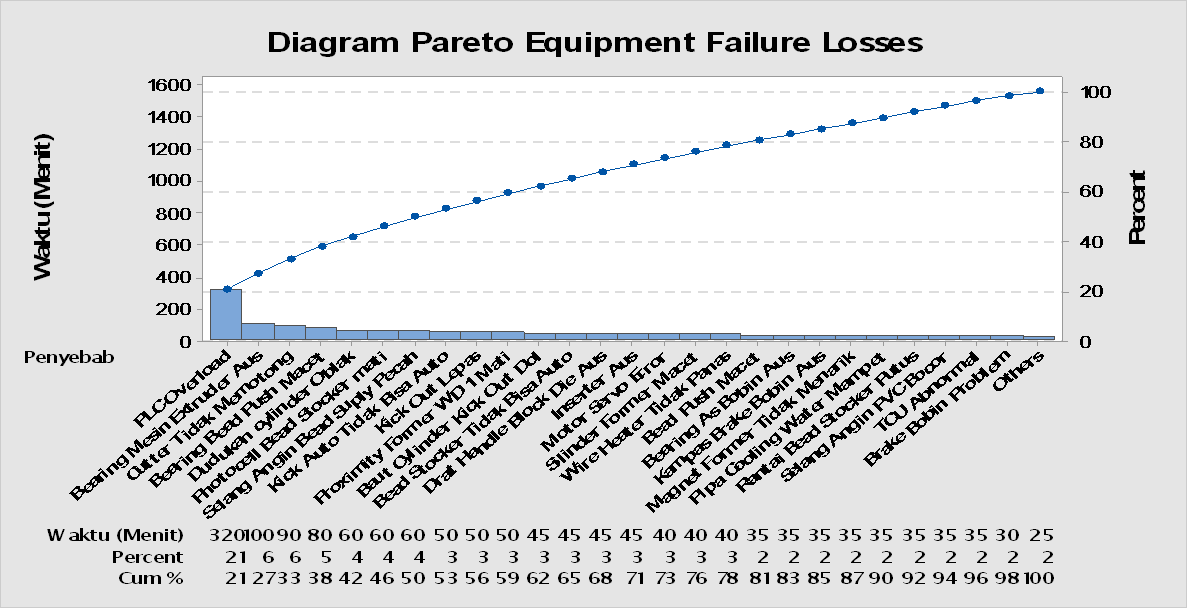 Diagram Pareto Equipment Failure Losses
Waktu (Menit)
1600
1400
1200
1000
800
600
400
200
0
100
80
60
40
20
0
Percent
Penyebab
PLC Overload
Bearing Mesin Extruder Aus
Cutter Tidak Memotong
Bearing Bead Push Macet
Dudukan cylinder Oblak
Photocell Bead Stocker mati
Selang Angin Bead Suply Pecah
Kick Auto Tidak Bisa Auto
Kick Out Lepas
Proximity Former WD 1 Mati
Baut Cylinder Kick Out Dol
Bead Stocker Tidak Bisa Auto
Drat Handle Block Die Aus
Inserter Aus
Motor Servo Error
Silinder Former Macet
Wire Heater Tidak Panas
Bead Push Macet
Bearing As Bobin Aus
Kampas Brake Bobin Aus
Magnet Former Tidak Menarik
Pipa Cooling Water Mampet
Rantai Bead Stocker Putus
Selang Angin PVC Bocor
TCU Abnormal
Brake Bobin Problem
Others
Waktu (Menit) 320 100 90 80 60 60 60 50 50 50 45 45 45 45 40 40 40 35 35 35 35 35 35 35 35 30 25
Percent 21 6 6 5 4 4 4 3 3 3 3 3 3 3 3 3 3 2 2 2 2 2 2 2 2 2 2
Cum % 21 27 33 38 42 46 50 53 56 59 62 65 68 71 73 76 78 81 83 85 87 90 92 94 96 98 100